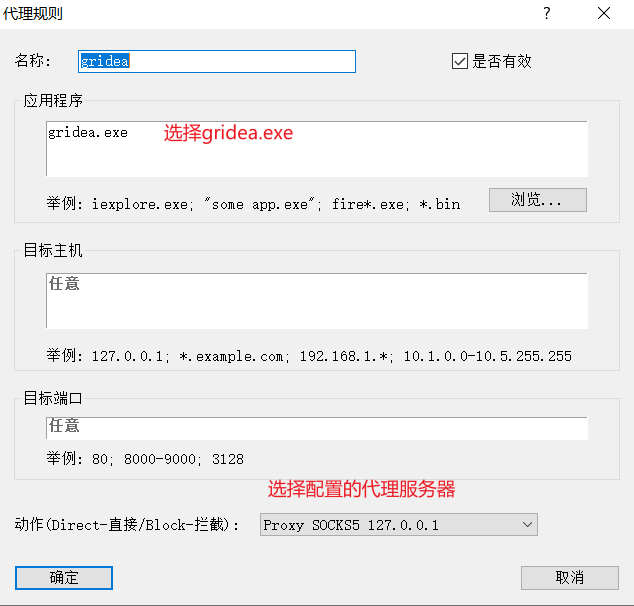 代理规则
?
名称：
gridea
是否有效
应用程序
gridea.exe
选择gridea.exe
举例: iexplore.exe; "some app.exe"; fire*.exe; *.bin
浏览...
目标主机
任意
举例: 127.0.0.1; *.example.com; 192.168.1.*; 10.1.0.0-10.5.255.255
目标端口
任意
举例: 80; 8000-9000; 3128
选择配置的代理服务器
动作(Direct-直接/Block-拦截)：
Proxy SOCKS5 127.0.0.1
确定
取消